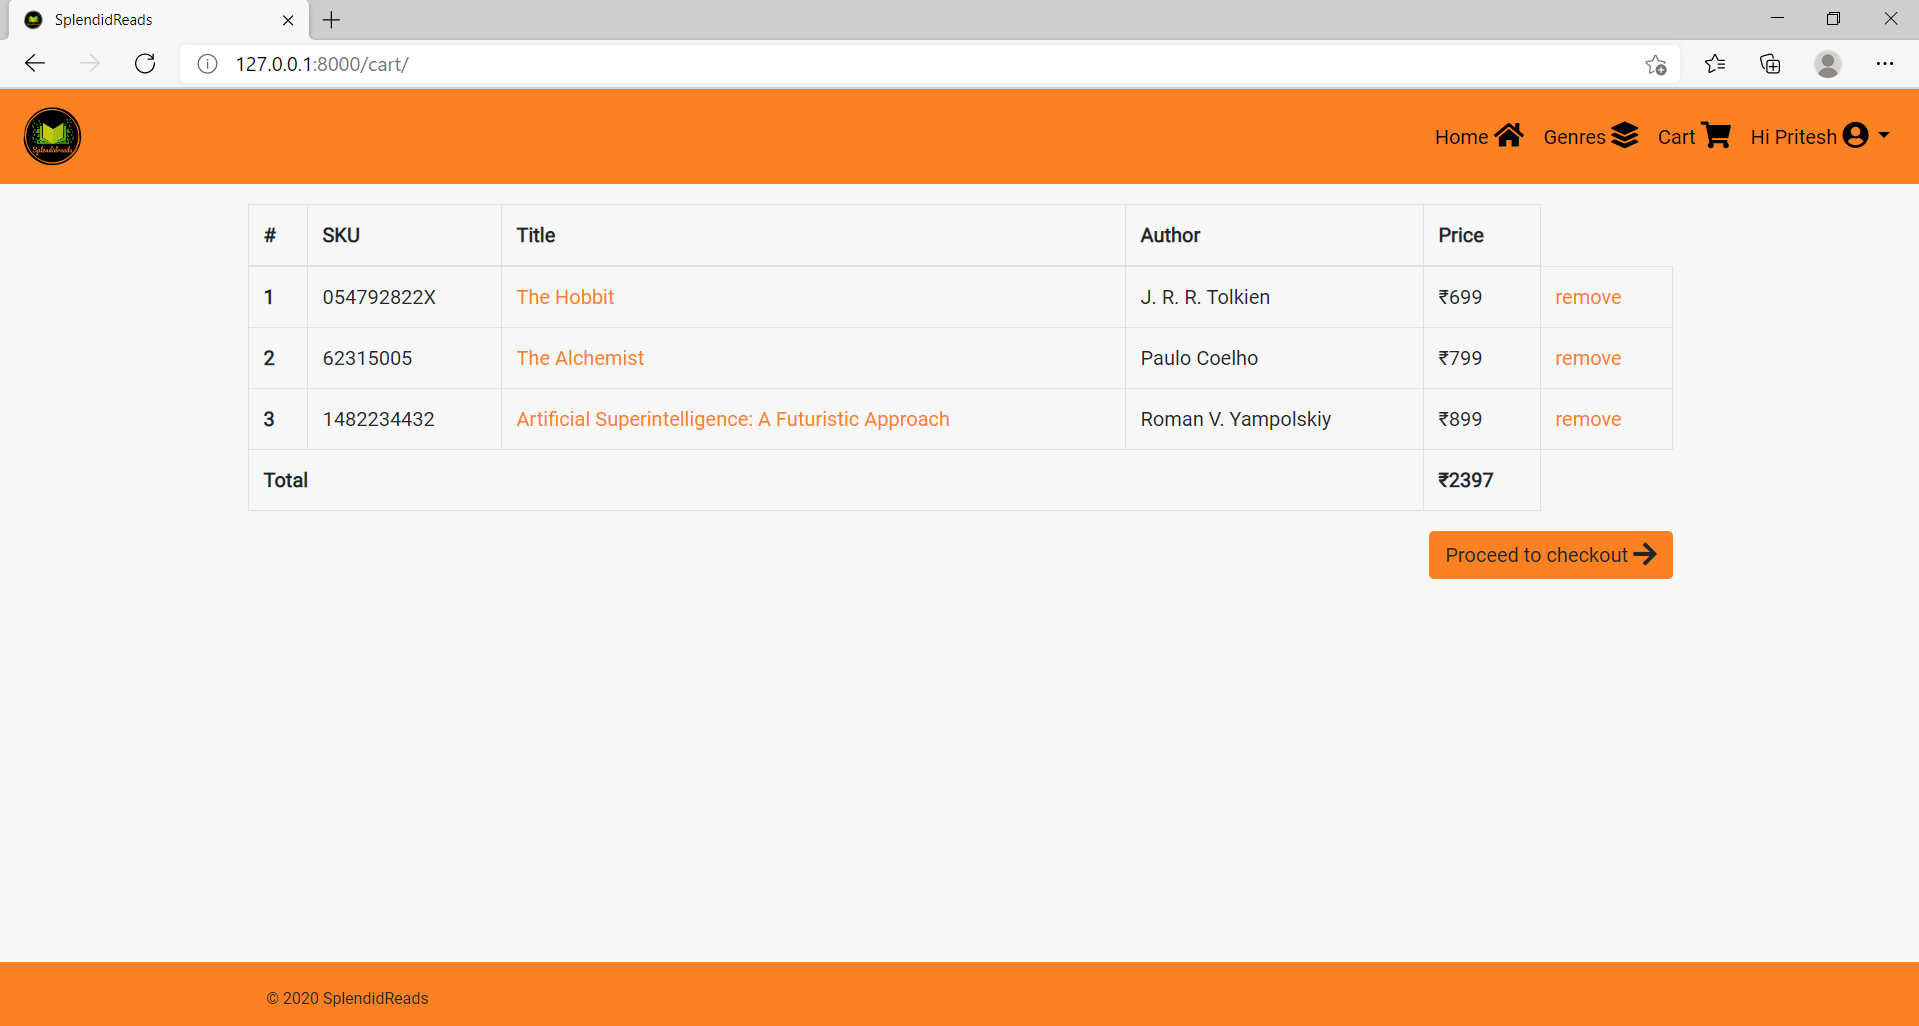 SplendidReads
127.0.0.1:8000/cart/
Splendidreads
Home Genres Cart Hi Pritesh
# SKU Title Author Price
1 054792822X The Hobbit J. R. R. Tolkien ₹699 remove
2 62315005 The Alchemist Paulo Coelho ₹799 remove
3 1482234432 Artificial Superintelligence: A Futuristic Approach Roman V. Yampolskiy ₹899 remove
Total ₹2397
Proceed to checkout
© 2020 SplendidReads